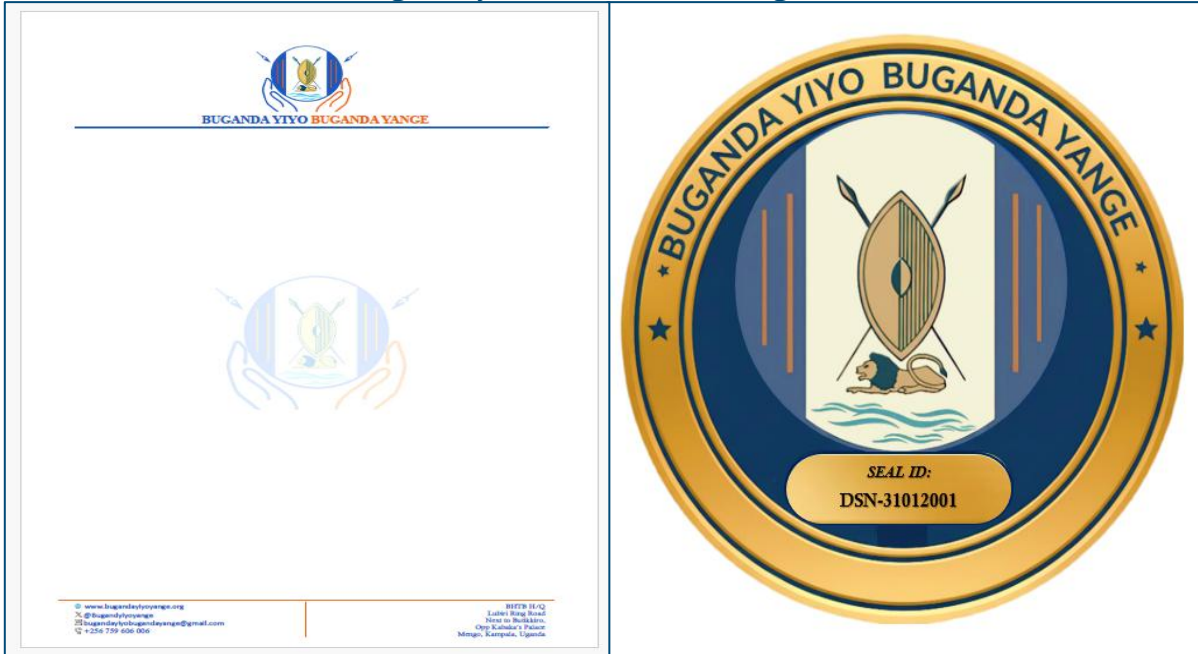 BUGANDA YIYO BUGANDA YANGE
www.bugandayiyoyange.org
@Bugandyiyoyange
bugandayiyobugandayange@gmail.com
+256 759 606 006
BHTB H/Q
Lubiri Ring Road
Next to Butikkiro,
Opp Kabaka's Palace
Mengo, Kampala, Uganda
BUGANDA YIYO BUGANDA YANGE
SEAL ID:
DSN-31012001